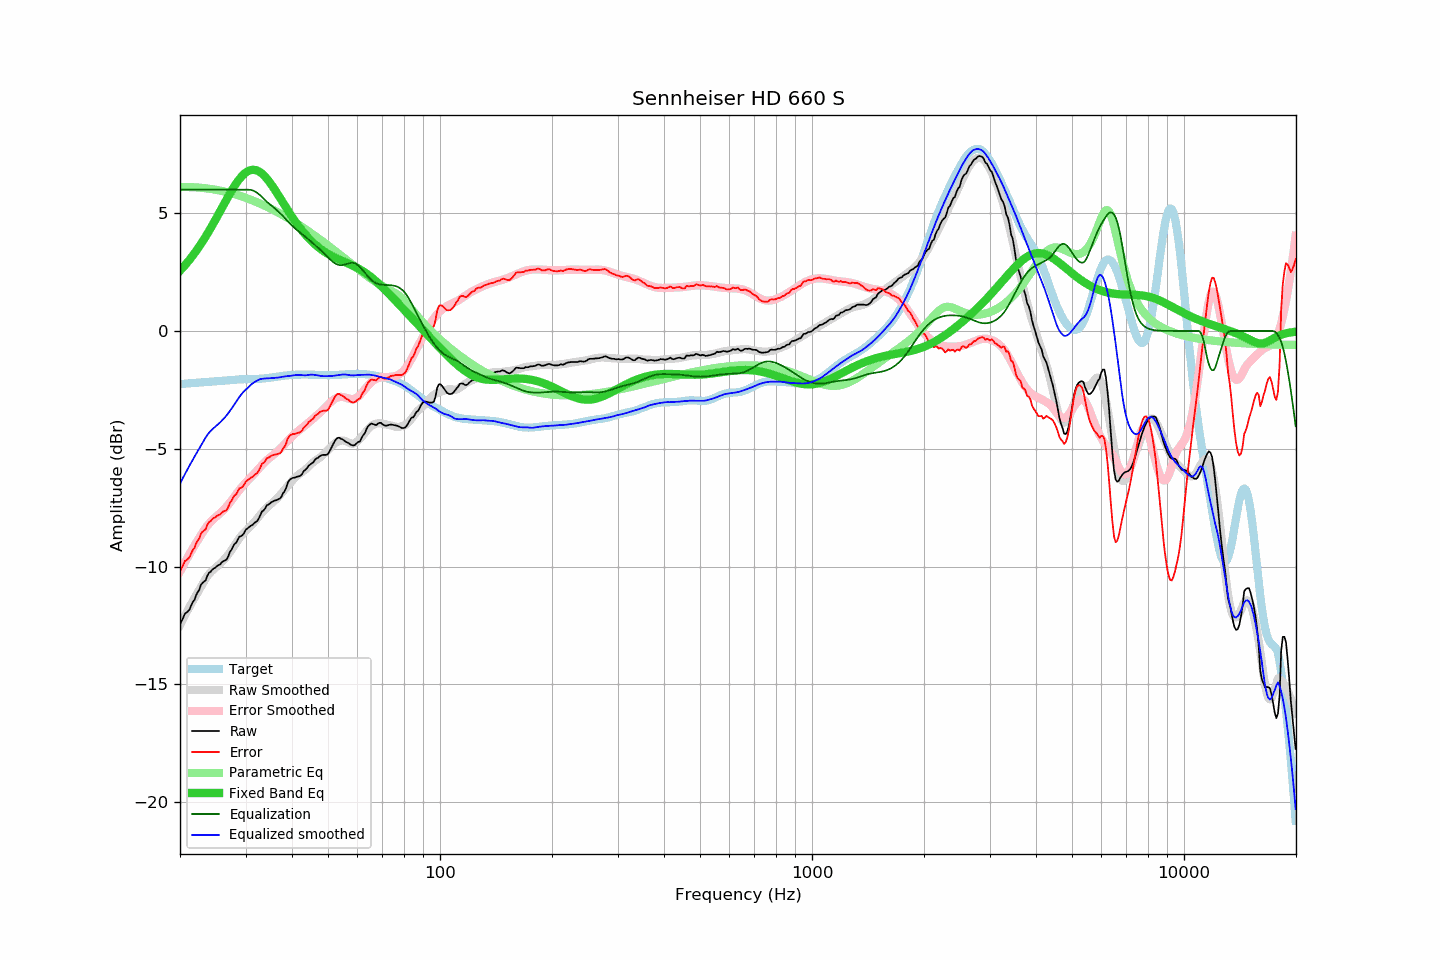 Sennheiser HD 660 S
5
0
−5
−10
−15
−20
Amplitude (dBr)
Target
Raw Smoothed
Error Smoothed
Raw
Error
Parametric Eq
Fixed Band Eq
Equalization
Equalized smoothed
100
1000
10000
Frequency (Hz)